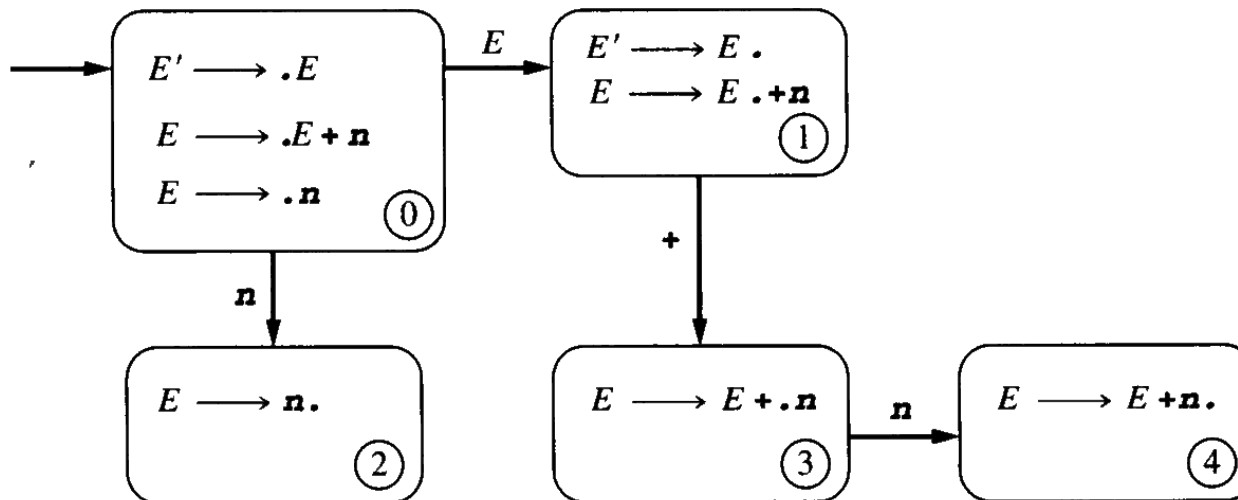 E' ⟶ .E
E ⟶ .E + n
E ⟶ .n
0
E
E' ⟶ E .
E ⟶ E .+n
1
n
+
E ⟶ n.
2
E ⟶ E + .n
3
n
E ⟶ E +n.
4